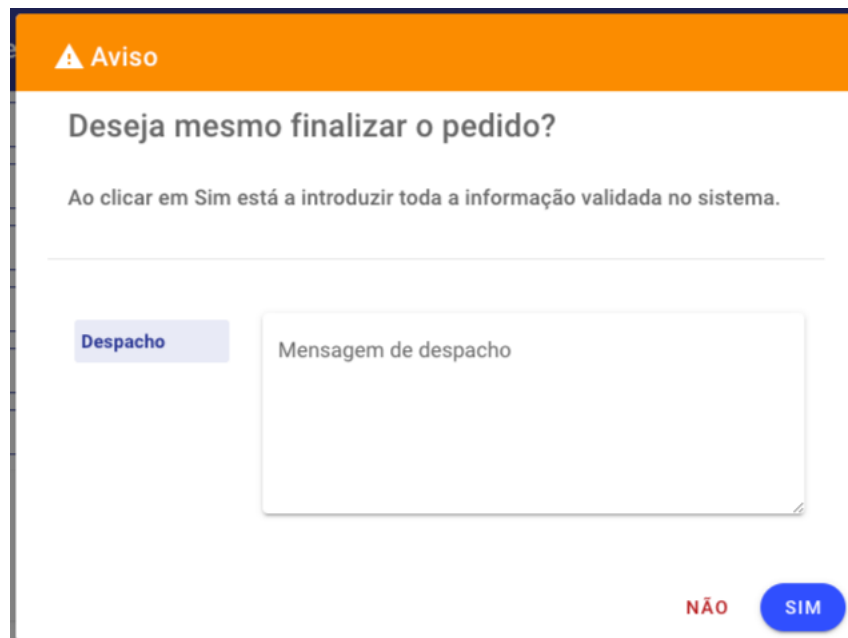 Aviso
Deseja mesmo finalizar o pedido?
Ao clicar em Sim está a introduzir toda a informação validada no sistema.
Despacho
Mensagem de despacho
NÃO
SIM